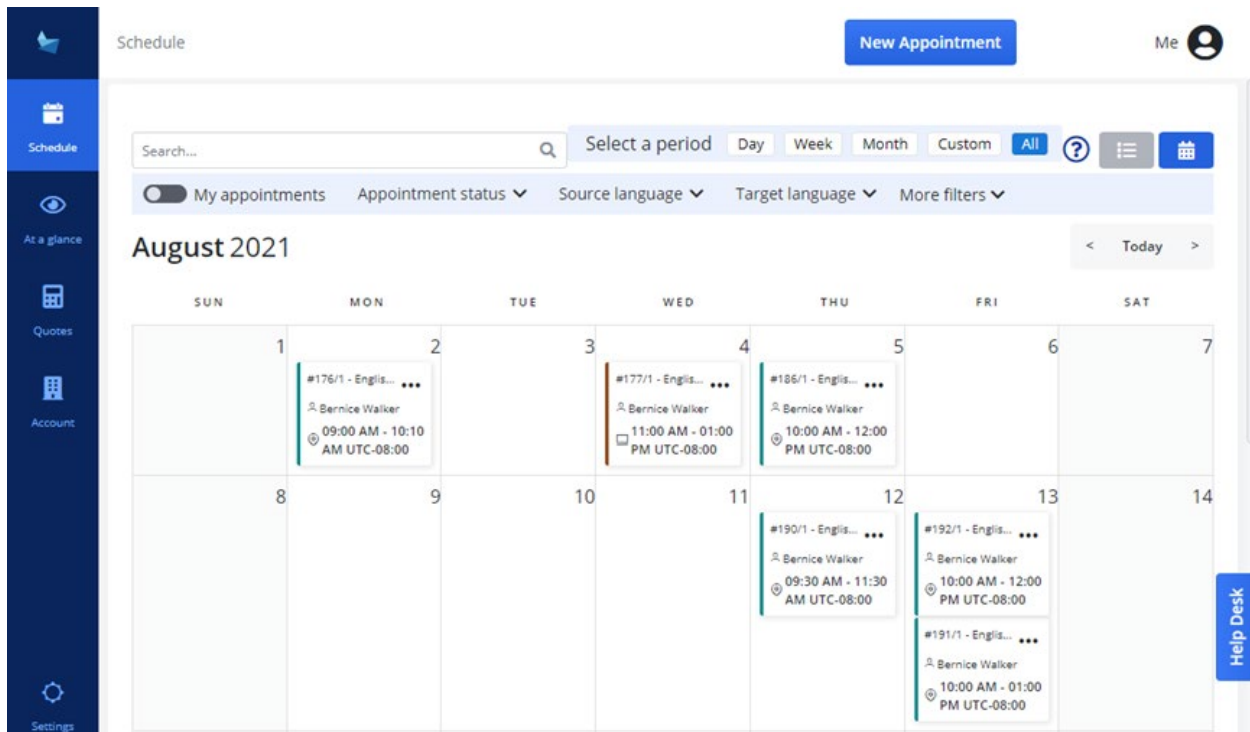 Schedule
New Appointment
Me
Schedule
At a glance
Quotes
Account
Settings
Search...
Select a period Day Week Month Custom All ?
My appointments Appointment status Source language Target language More filters
August 2021
< Today >
SUN MON TUE WED THU FRI SAT
1 2 3 4 5 6 7
#176/1 - Englis... •••
Bernice Walker
09:00 AM - 10:10
AM UTC-08:00
#177/1 - Englis... •••
Bernice Walker
11:00 AM - 01:00
PM UTC-08:00
#186/1 - Englis... •••
Bernice Walker
10:00 AM - 12:00
PM UTC-08:00
8 9 10 11 12 13 14
#190/1 - Englis... •••
Bernice Walker
09:30 AM - 11:30
AM UTC-08:00
#192/1 - Englis... •••
Bernice Walker
10:00 AM - 12:00
PM UTC-08:00
#191/1 - Englis... •••
Bernice Walker
10:00 AM - 01:00
PM UTC-08:00
Help Desk